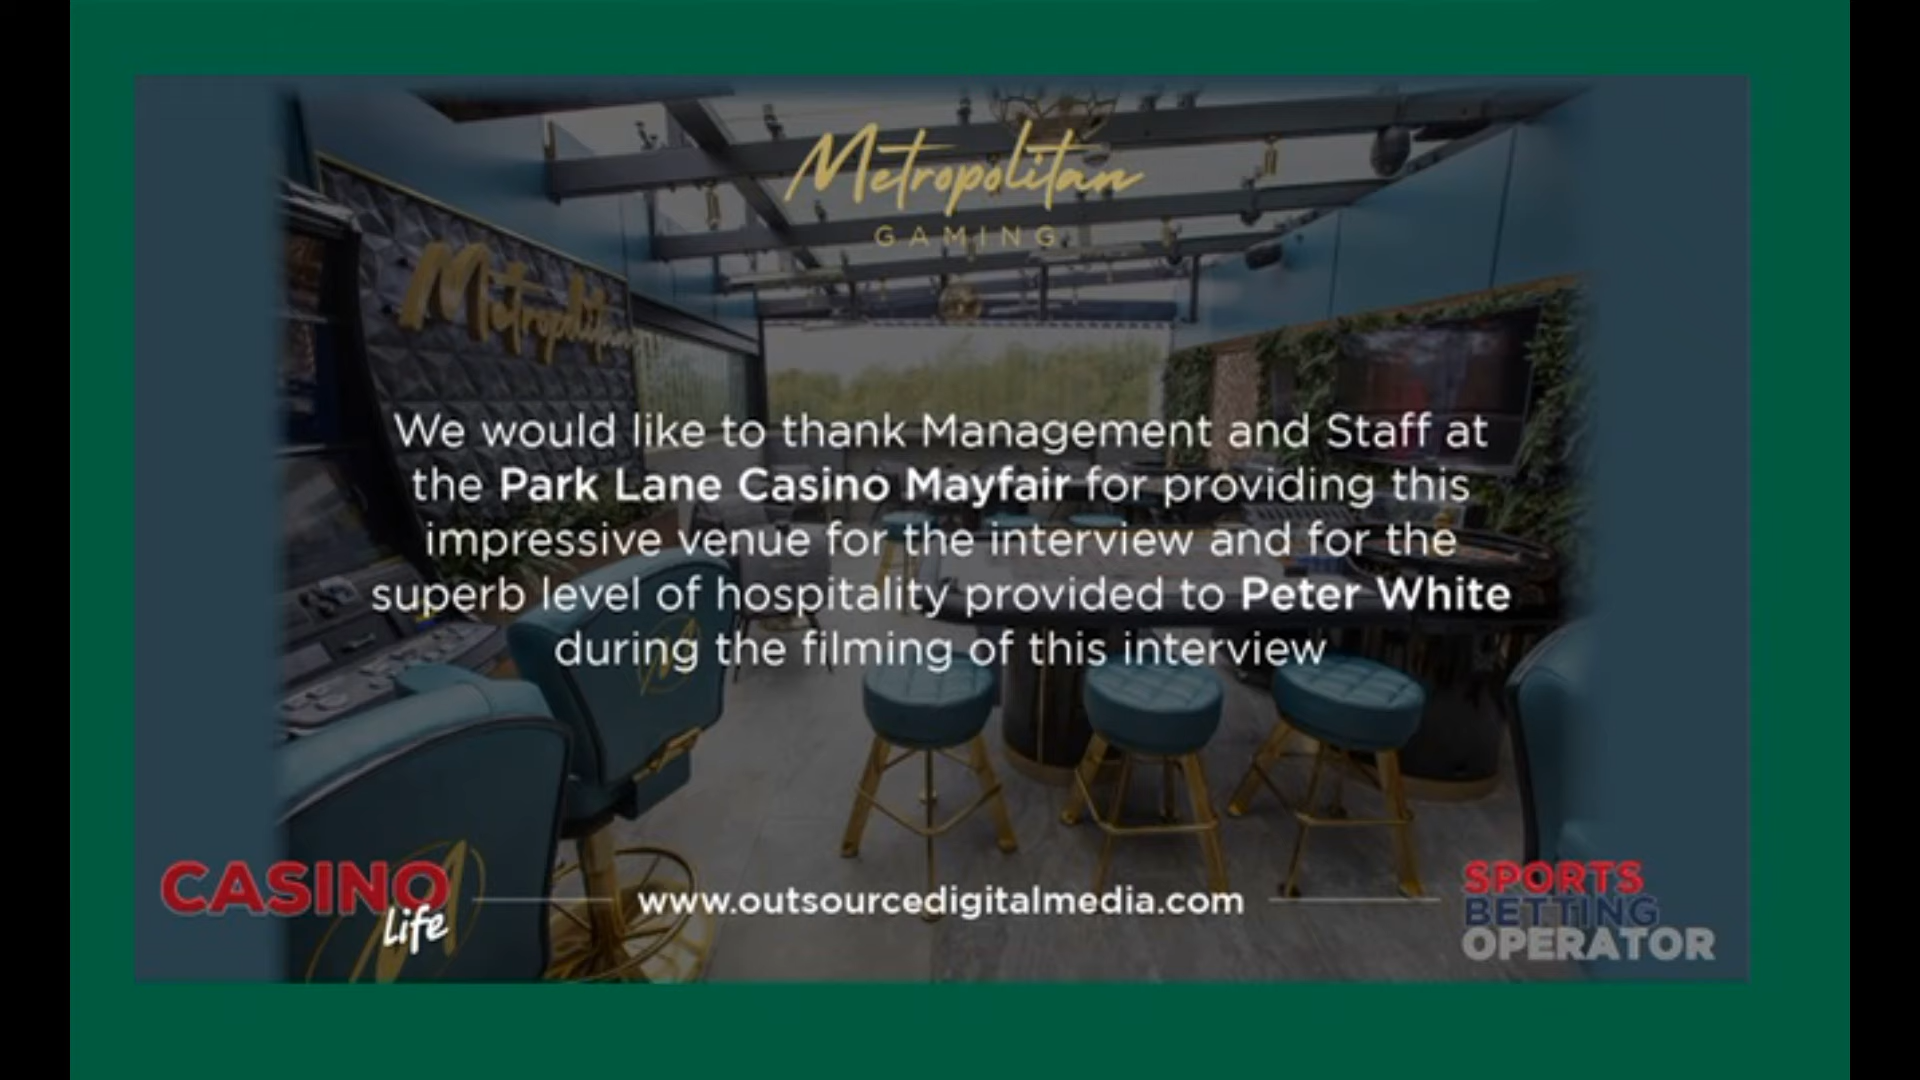 Metropolitan
GAMING
Metropolitan
We would like to thank Management and Staff at
the Park Lane Casino Mayfair for providing this
impressive venue for the interview and for the
superb level of hospitality provided to Peter White
during the filming of this interview
CASINO
Life
www.outsourcedigitalmedia.com
SPORTS
BETTING
OPERATOR